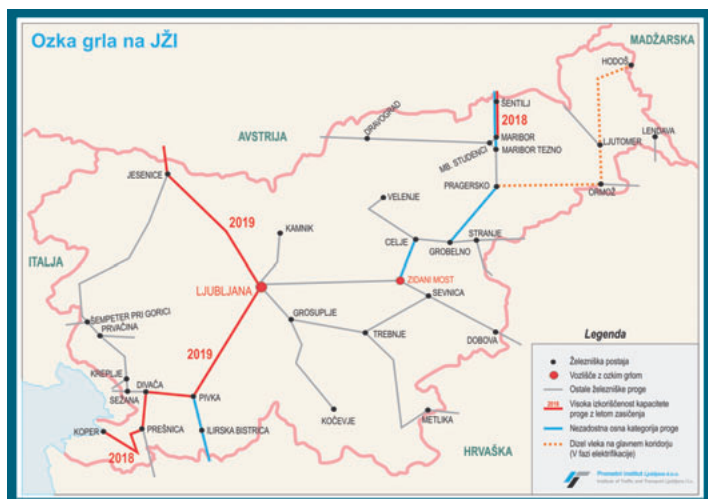 Ozka grla na JŽI
MADŽARSKA
HODOŠ
ŠENTILJ
2018
DRAVOGRAD
AVSTRIJA
MARIBOR
LJUTOMER
LENDAVA
MB. STUDENCI
MARIBOR TEZNO
JESENICE
PRAGERSKO
ORMOŽ
VELENJE
2019
KAMNIK
CELJE
STRANJE
GROBELNO
ITALJA
LJUBLJANA
ZIDANI MOST
SEVNICA
ŠEMPETER PRI GORICI
PRVAČINA
GROSUPLJE
TREBNJE
DOBOVA
2019
KREPLJE
DIVAČA
SEŽANA
PIVKA
KOČEVJE
METLIKA
KOPER
PREŠNICA
ILIRSKA BISTRICA
2018
HRVAŠKA
Legenda
Železniška postaja
Vozlišče z ozkim grlom
Ostale železniške proge
2018 Visoka izkoriščenost kapacitete
proge z letom zasičenja
Nezadostna osna kategorija proge
Dizel vleka na glavnem koridorju
(V fazi elektrifikacije)
Prometni institut Ljubljana d.o.o.
Institute of Traffic and Transport Ljubljana l.l.c.